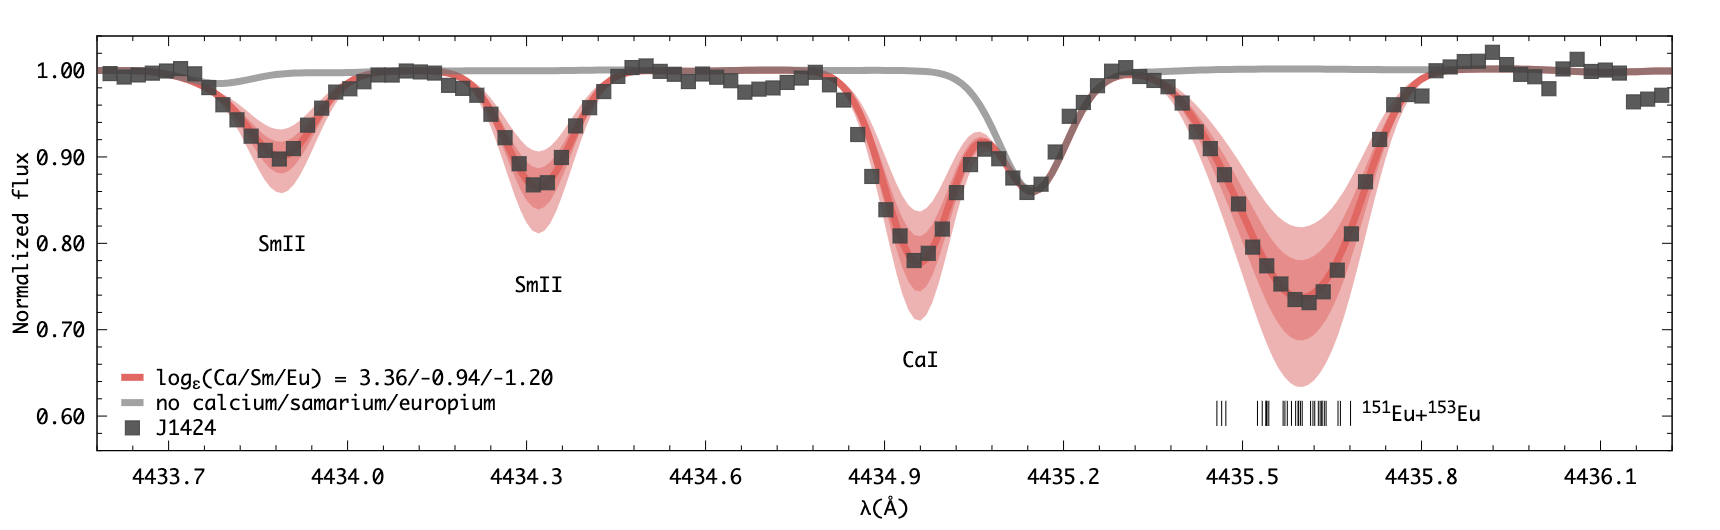 1.00
0.90
0.80
0.70
0.60
Normalized flux
SmII
SmII
CaI
¹⁵¹Eu+¹⁵³Eu
logε(Ca/Sm/Eu) = 3.36/-0.94/-1.20
no calcium/samarium/europium
J1424
4433.7 4434.0 4434.3 4434.6 4434.9 4435.2 4435.5 4435.8 4436.1
λ(Å)